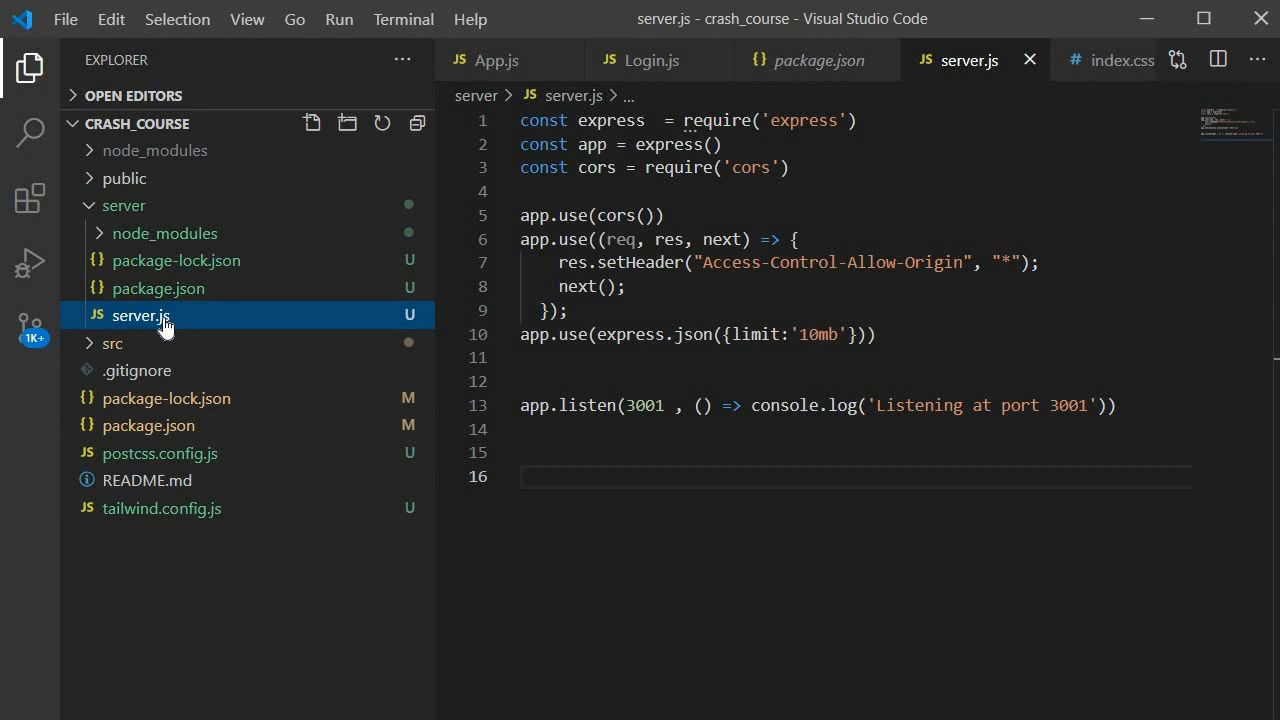 File Edit Selection View Go Run Terminal Help
server.js - crash_course - Visual Studio Code
EXPLORER
OPEN EDITORS
CRASH_COURSE
node_modules
public
server
node_modules
{} package-lock.json U
{} package.json U
JS server.js U
src
.gitignore
{} package-lock.json M
{} package.json M
JS postcss.config.js U
README.md
JS tailwind.config.js U
1K+
JS App.js JS Login.js {} package.json JS server.js # index.css
server > JS server.js > ...
1 const express  = require('express')
2 const app = express()
3 const cors = require('cors')
4
5 app.use(cors())
6 app.use((req, res, next) => {
7     res.setHeader("Access-Control-Allow-Origin", "*");
8     next();
9   });
10 app.use(express.json({limit:'10mb'}))
11
12
13 app.listen(3001 , () => console.log('Listening at port 3001'))
14
15
16